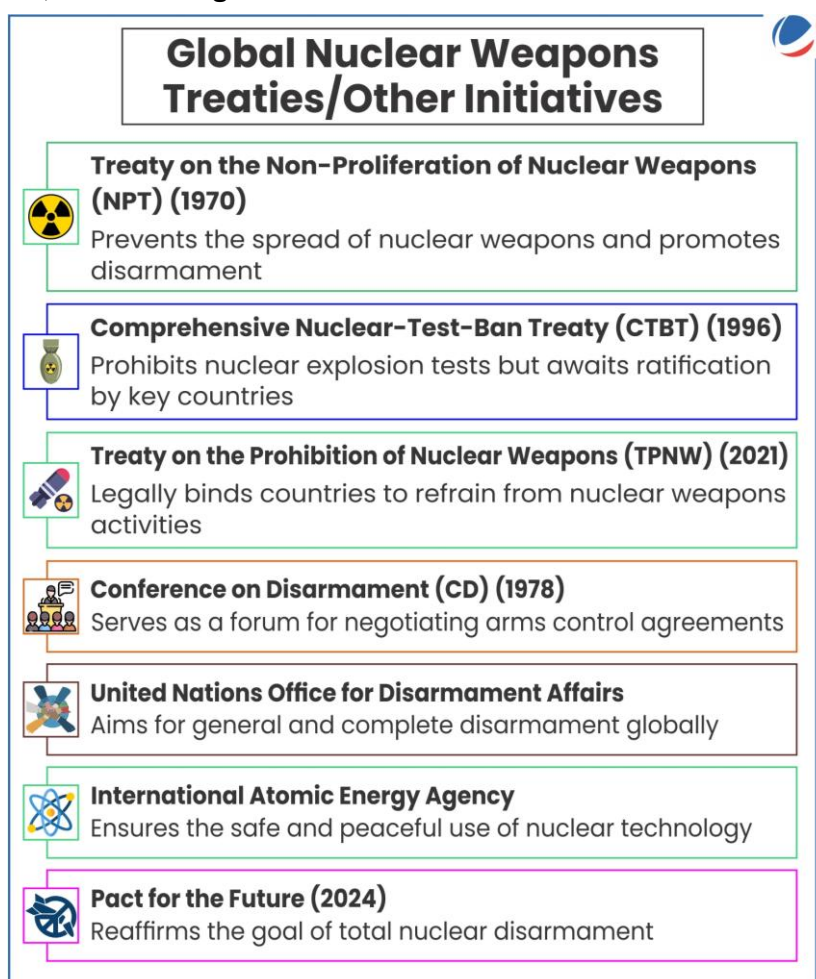 Global Nuclear Weapons
Treaties/Other Initiatives
Treaty on the Non-Proliferation of Nuclear Weapons
(NPT) (1970)
Prevents the spread of nuclear weapons and promotes
disarmament
Comprehensive Nuclear-Test-Ban Treaty (CTBT) (1996)
Prohibits nuclear explosion tests but awaits ratification
by key countries
Treaty on the Prohibition of Nuclear Weapons (TPNW) (2021)
Legally binds countries to refrain from nuclear weapons
activities
Conference on Disarmament (CD) (1978)
Serves as a forum for negotiating arms control agreements
United Nations Office for Disarmament Affairs
Aims for general and complete disarmament globally
International Atomic Energy Agency
Ensures the safe and peaceful use of nuclear technology
Pact for the Future (2024)
Reaffirms the goal of total nuclear disarmament